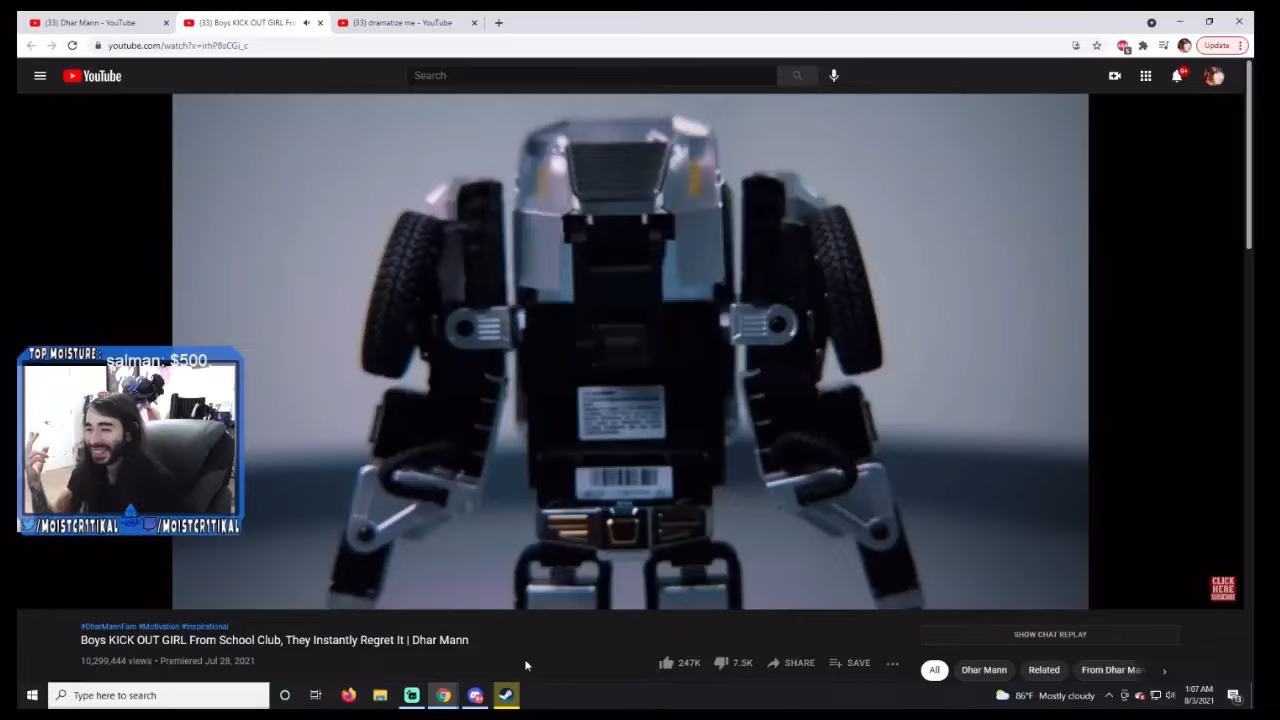 (33) Dhar Mann - YouTube
(33) Boys KICK OUT GIRL Fro
(33) dramatize me - YouTube
youtube.com/watch?v=irhP8sCGi_c
Update
YouTube
Search
9+
TOP MOISTURE:
salman: $500
/MOISTCR1TIKAL
/MOISTCR1TIKAL
CLICK
HERE
SUBSCRIBE
#DharMannFam #Motivation #Inspirational
Boys KICK OUT GIRL From School Club, They Instantly Regret It | Dhar Mann
10,299,444 views • Premiered Jul 28, 2021
247K
7.5K
SHARE
SAVE
SHOW CHAT REPLAY
All
Dhar Mann
Related
From Dhar Man
Type here to search
86°F Mostly cloudy
1:07 AM
8/3/2021